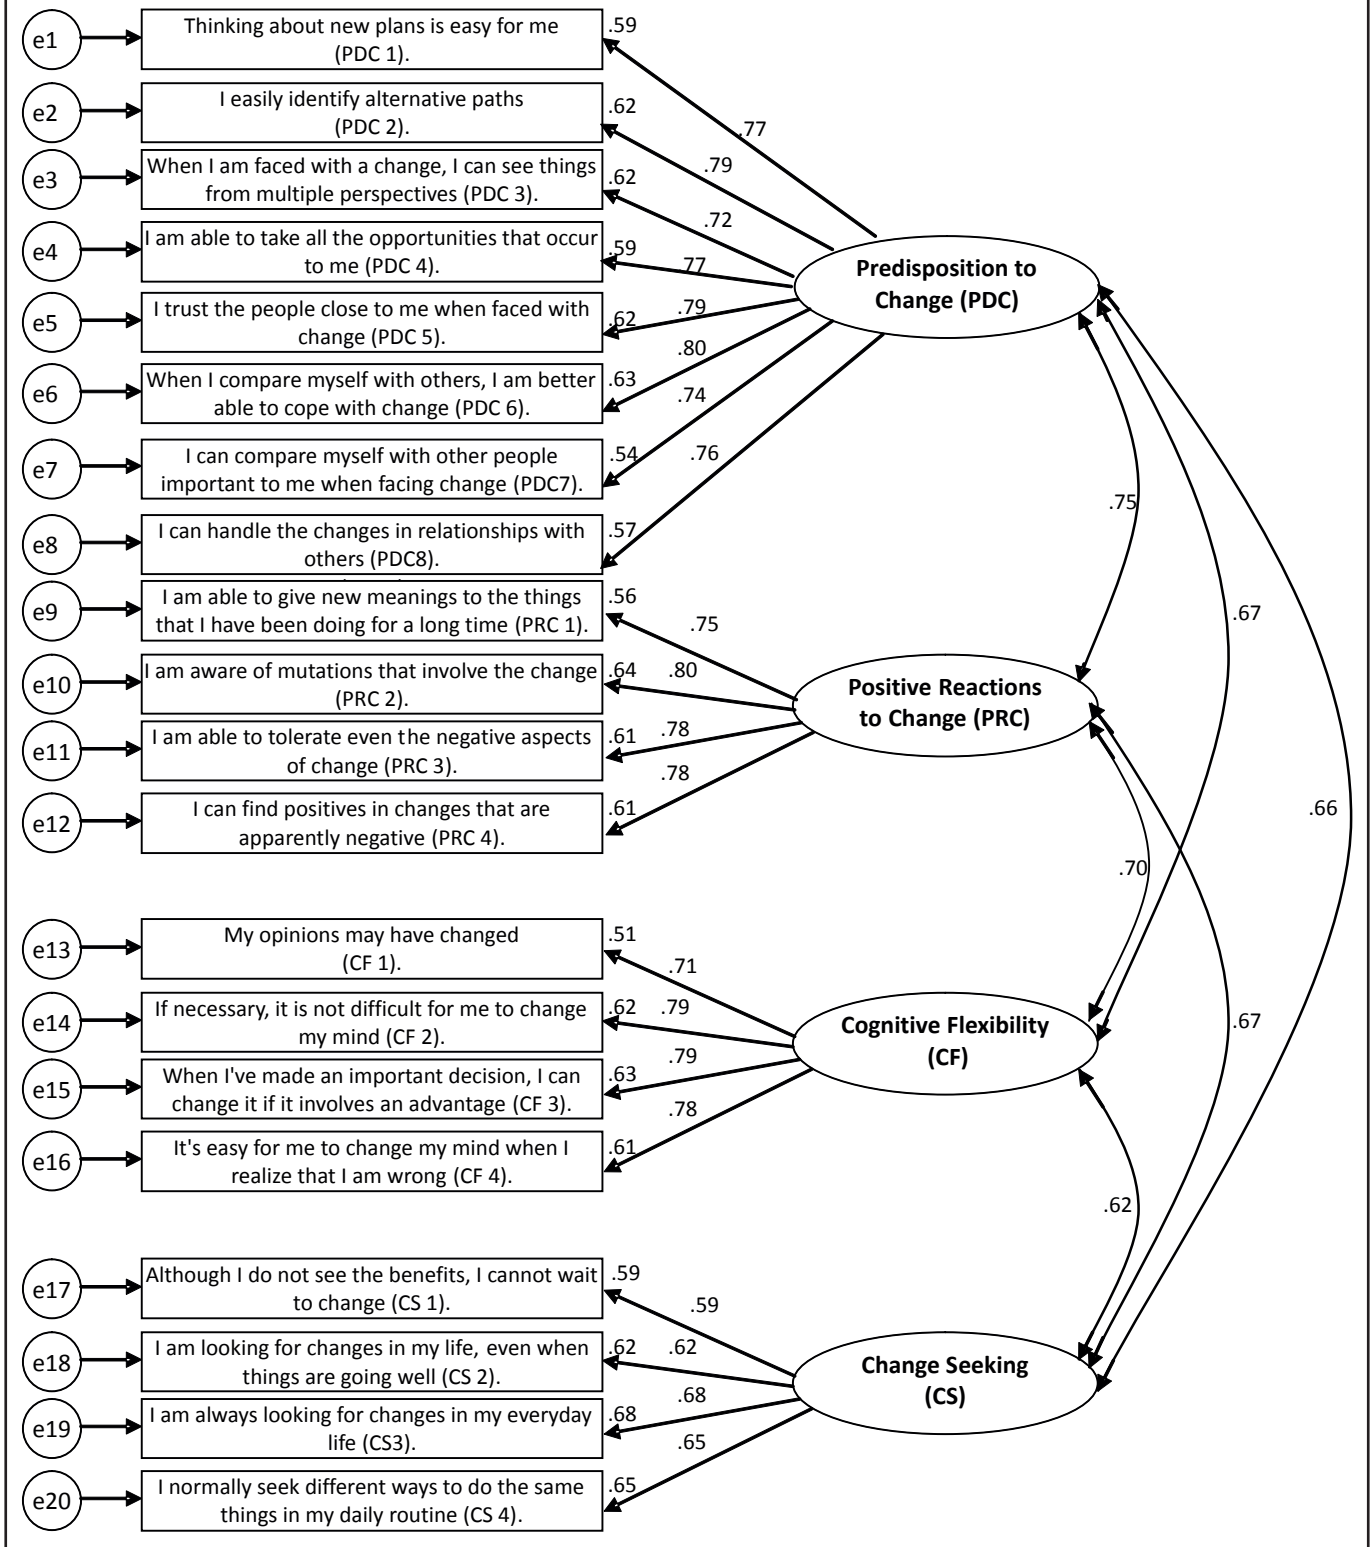 e1
Thinking about new plans is easy for me
(PDC 1).
.59
.77
e2
I easily identify alternative paths
(PDC 2).
.62
.79
e3
When I am faced with a change, I can see things
from multiple perspectives (PDC 3).
.62
.72
e4
I am able to take all the opportunities that occur
to me (PDC 4).
.59
.77
e5
I trust the people close to me when faced with
change (PDC 5).
.62
.79
e6
When I compare myself with others, I am better
able to cope with change (PDC 6).
.63
.80
e7
I can compare myself with other people
important to me when facing change (PDC7).
.54
.74
e8
I can handle the changes in relationships with
others (PDC8).
.57
.76
Predisposition to
Change (PDC)
e9
I am able to give new meanings to the things
that I have been doing for a long time (PRC 1).
.56
.75
e10
I am aware of mutations that involve the change
(PRC 2).
.64
.80
e11
I am able to tolerate even the negative aspects
of change (PRC 3).
.61
.78
e12
I can find positives in changes that are
apparently negative (PRC 4).
.61
.78
Positive Reactions
to Change (PRC)
.75
.67
.66
.70
.67
.62
e13
My opinions may have changed
(CF 1).
.51
.71
e14
If necessary, it is not difficult for me to change
my mind (CF 2).
.62
.79
e15
When I've made an important decision, I can
change it if it involves an advantage (CF 3).
.63
.79
e16
It's easy for me to change my mind when I
realize that I am wrong (CF 4).
.61
.78
Cognitive Flexibility
(CF)
e17
Although I do not see the benefits, I cannot wait
to change (CS 1).
.59
.59
e18
I am looking for changes in my life, even when
things are going well (CS 2).
.62
.62
e19
I am always looking for changes in my everyday
life (CS3).
.68
.68
e20
I normally seek different ways to do the same
things in my daily routine (CS 4).
.65
.65
Change Seeking
(CS)